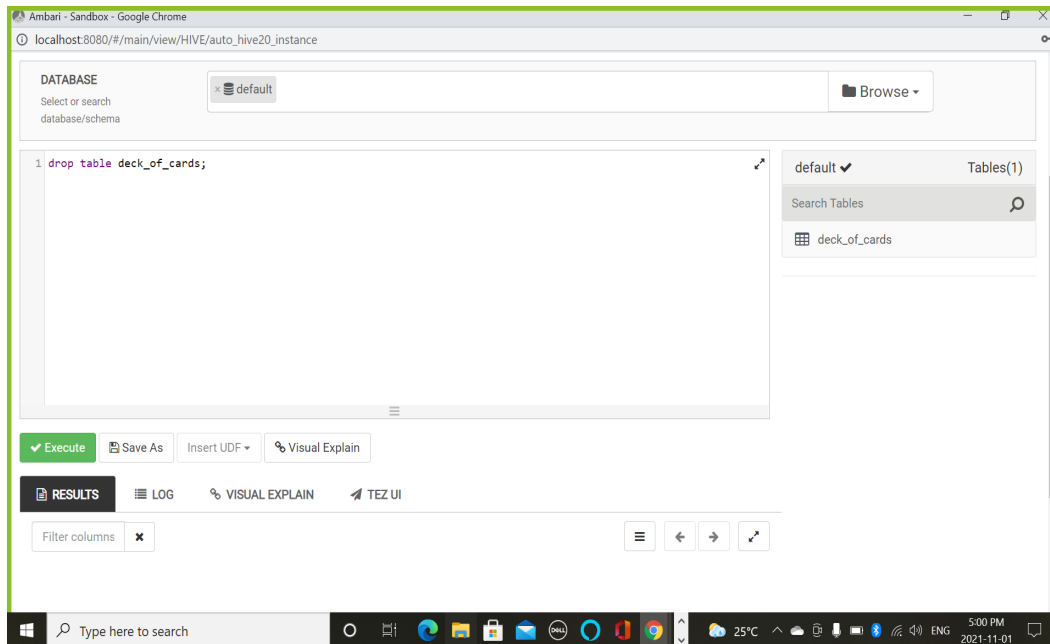 Ambari - Sandbox - Google Chrome
localhost:8080/#/main/view/HIVE/auto_hive20_instance
DATABASE
Select or search
database/schema
× default
Browse
1 drop table deck_of_cards;
default
Tables(1)
Search Tables
deck_of_cards
Execute
Save As
Insert UDF
Visual Explain
RESULTS
LOG
VISUAL EXPLAIN
TEZ UI
Filter columns
Type here to search
DELL
25°C
ENG
5:00 PM
2021-11-01